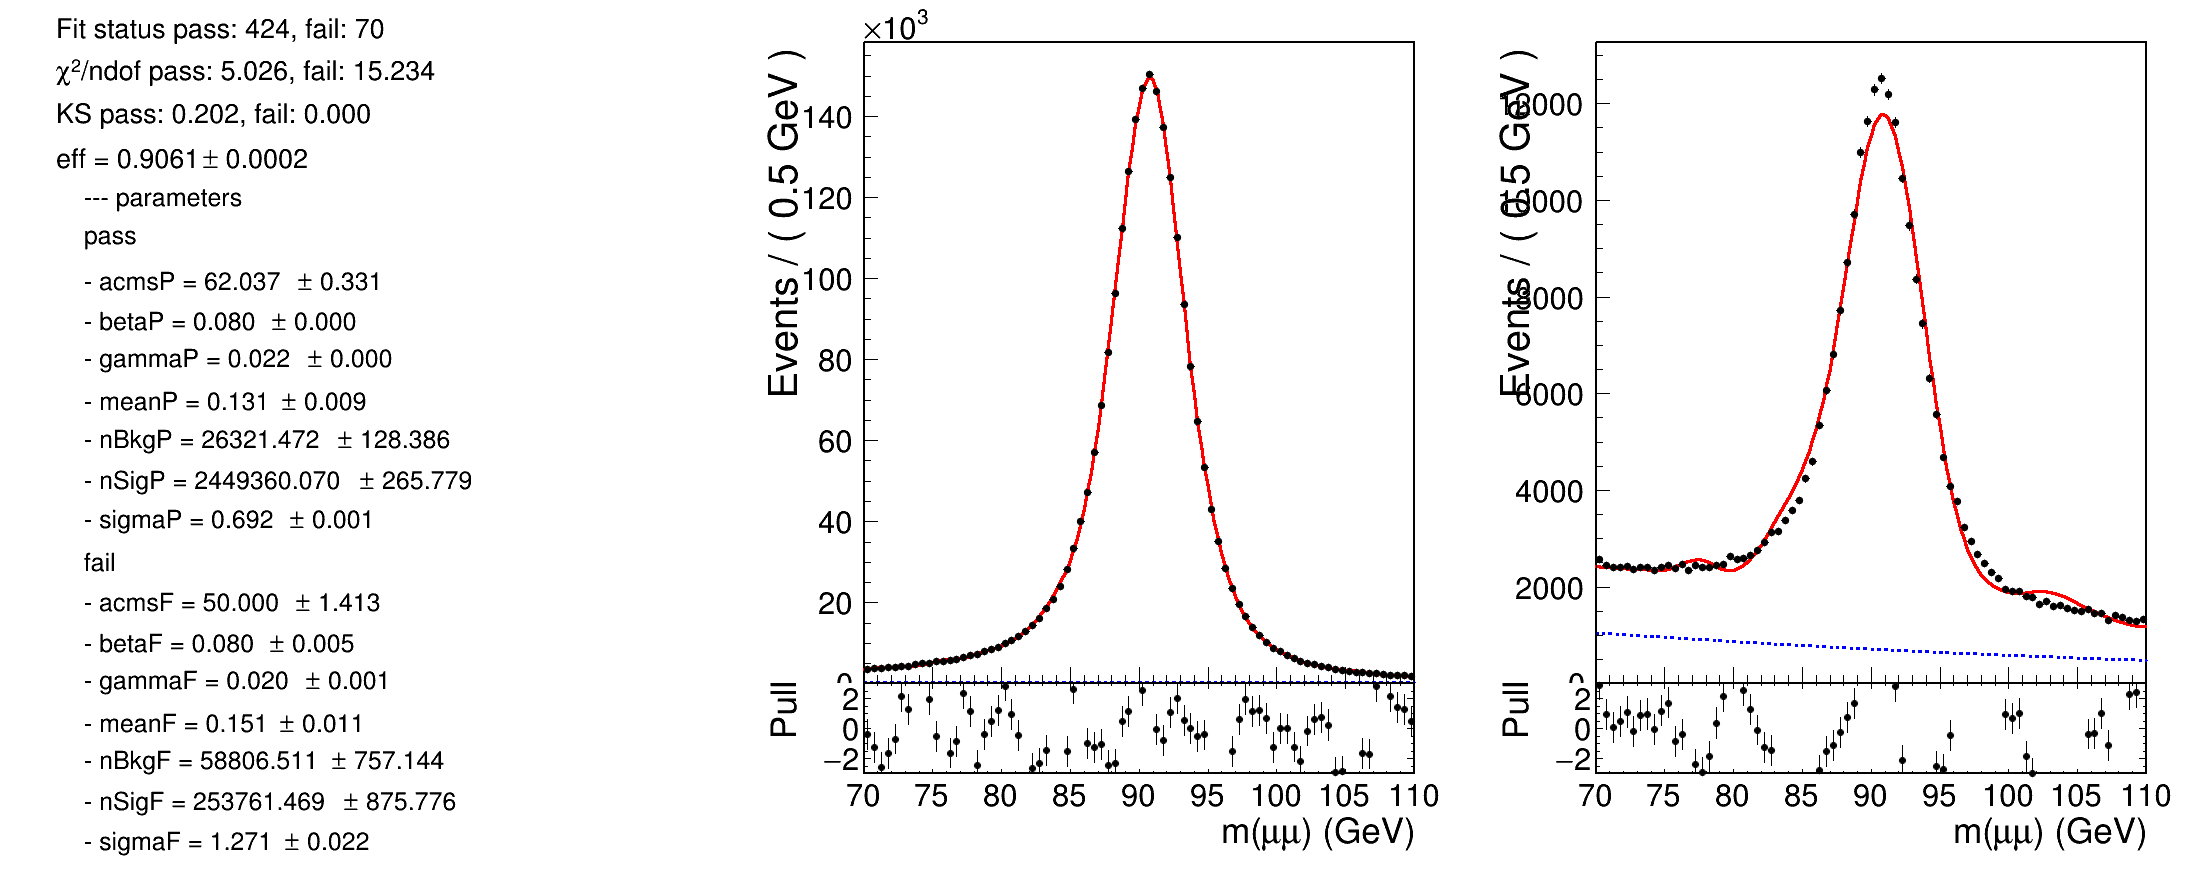 Fit status pass: 424, fail: 70
χ²/ndof pass: 5.026, fail: 15.234
KS pass: 0.202, fail: 0.000
eff = 0.9061 ± 0.0002
--- parameters
pass
- acmsP = 62.037 ± 0.331
- betaP = 0.080 ± 0.000
- gammaP = 0.022 ± 0.000
- meanP = 0.131 ± 0.009
- nBkgP = 26321.472 ± 128.386
- nSigP = 2449360.070 ± 265.779
- sigmaP = 0.692 ± 0.001
fail
- acmsF = 50.000 ± 1.413
- betaF = 0.080 ± 0.005
- gammaF = 0.020 ± 0.001
- meanF = 0.151 ± 0.011
- nBkgF = 58806.511 ± 757.144
- nSigF = 253761.469 ± 875.776
- sigmaF = 1.271 ± 0.022
×10³
Events / ( 0.5 GeV )
140
120
100
80
60
40
20
0
Pull
2
0
−2
70 75 80 85 90 95 100 105 110
m(μμ) (GeV)
Events / ( 0.5 GeV )
12000
10000
8000
6000
4000
2000
0
Pull
2
0
−2
70 75 80 85 90 95 100 105 110
m(μμ) (GeV)